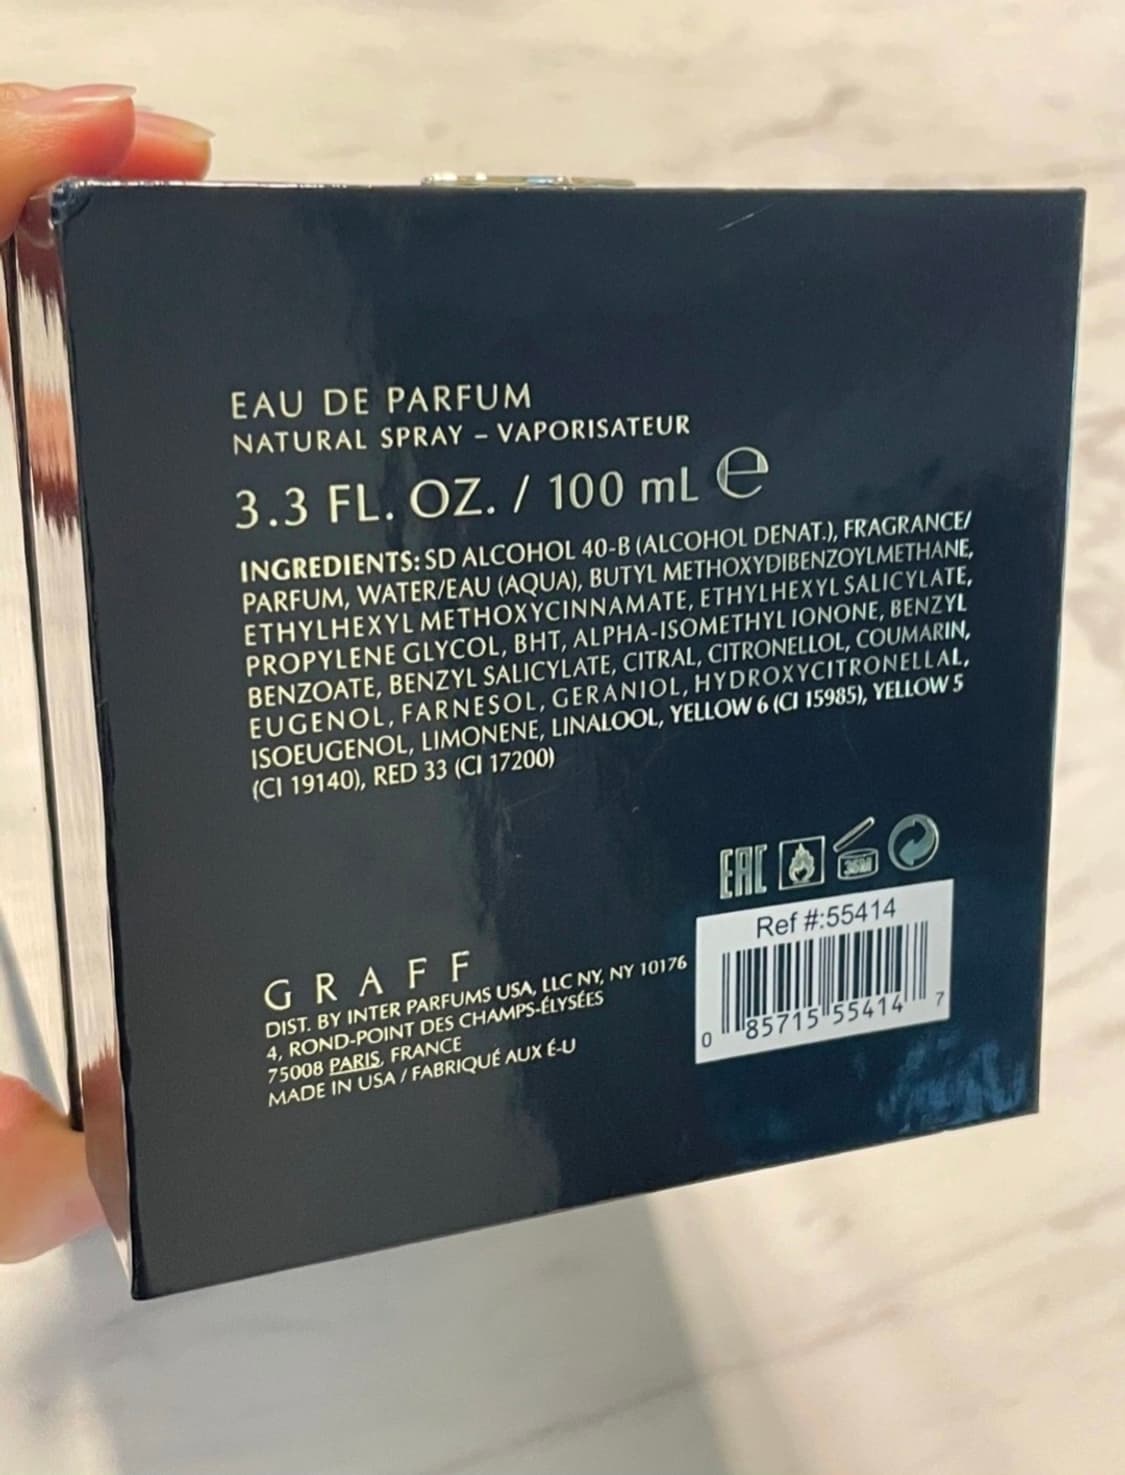 EAU DE PARFUM
NATURAL SPRAY – VAPORISATEUR
3.3 FL. OZ. / 100 mL ℮
INGREDIENTS: SD ALCOHOL 40-B (ALCOHOL DENAT.), FRAGRANCE/
PARFUM, WATER/EAU (AQUA), BUTYL METHOXYDIBENZOYLMETHANE,
ETHYLHEXYL METHOXYCINNAMATE, ETHYLHEXYL SALICYLATE,
PROPYLENE GLYCOL, BHT, ALPHA-ISOMETHYL IONONE, BENZYL
BENZOATE, BENZYL SALICYLATE, CITRAL, CITRONELLOL, COUMARIN,
EUGENOL, FARNESOL, GERANIOL, HYDROXYCITRONELLAL,
ISOEUGENOL, LIMONENE, LINALOOL, YELLOW 6 (CI 15985), YELLOW 5
(CI 19140), RED 33 (CI 17200)
EAC 36M
Ref #:55414
0 85715 55414 7
GRAFF
DIST. BY INTER PARFUMS USA, LLC NY, NY 10176
4, ROND-POINT DES CHAMPS-ÉLYSÉES
75008 PARIS, FRANCE
MADE IN USA / FABRIQUÉ AUX É-U